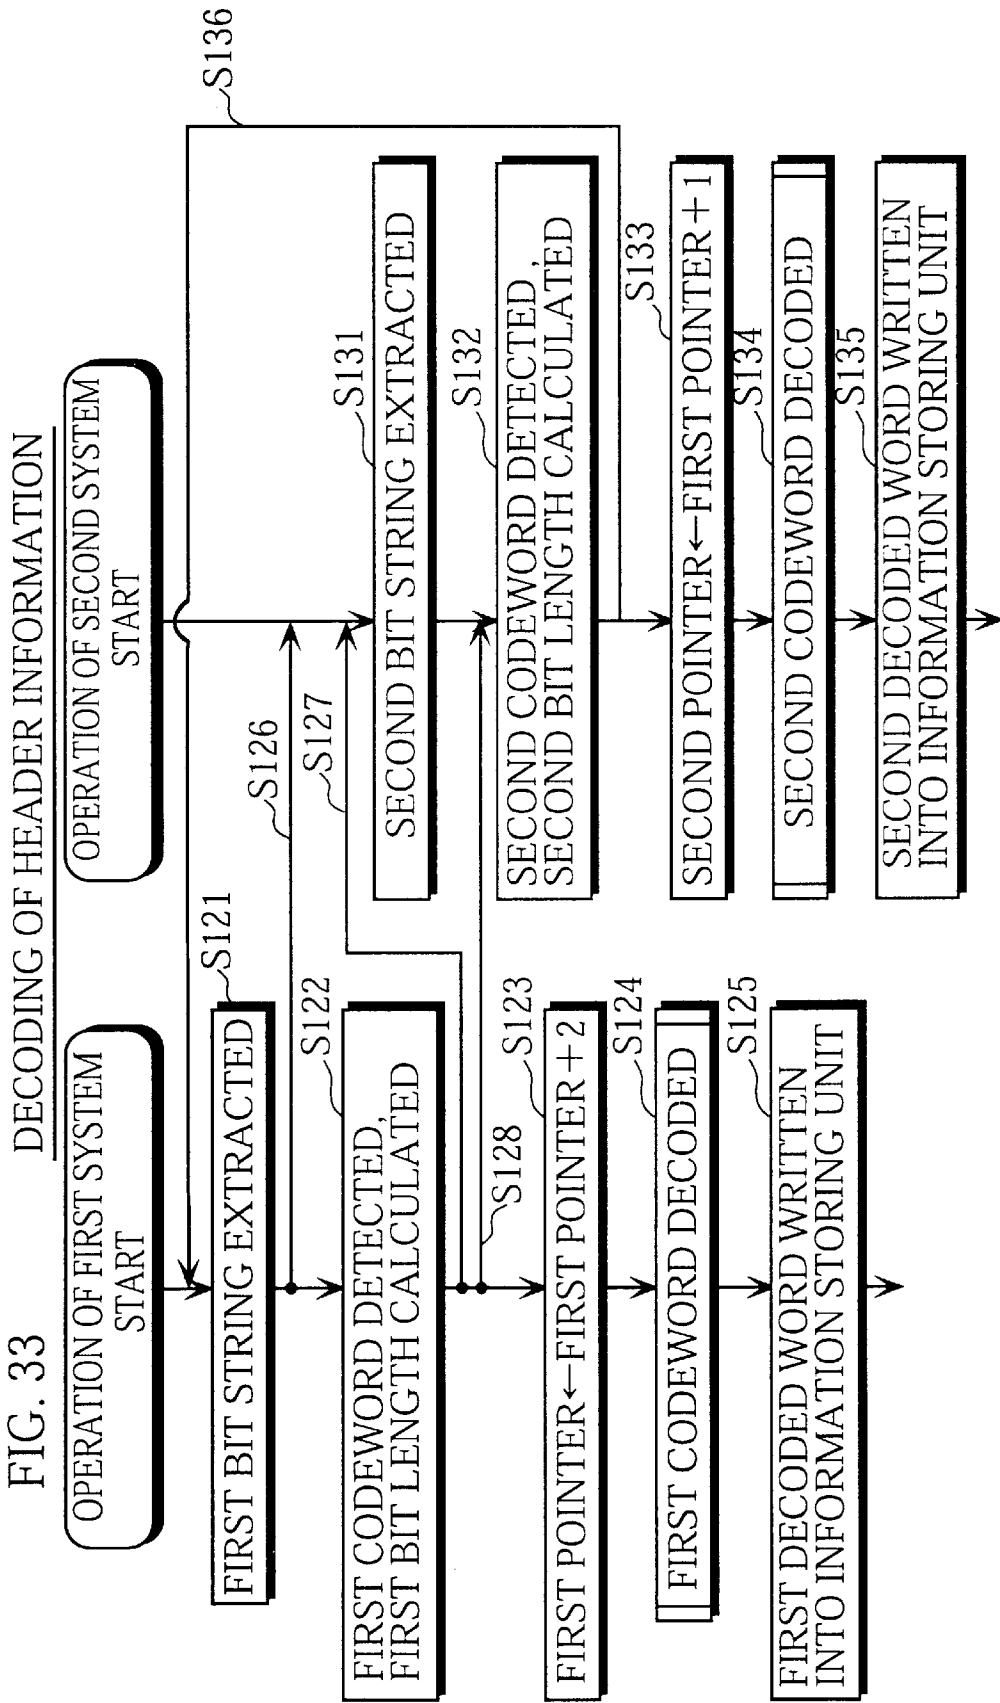 FIG. 33
DECODING OF HEADER INFORMATION
OPERATION OF FIRST SYSTEM
START
S121
FIRST BIT STRING EXTRACTED
S122
FIRST CODEWORD DETECTED,
FIRST BIT LENGTH CALCULATED
S123
FIRST POINTER←FIRST POINTER+2
S124
FIRST CODEWORD DECODED
S125
FIRST DECODED WORD WRITTEN
INTO INFORMATION STORING UNIT
S126
S127
S128
OPERATION OF SECOND SYSTEM
START
S131
SECOND BIT STRING EXTRACTED
S132
SECOND CODEWORD DETECTED,
SECOND BIT LENGTH CALCULATED
S133
SECOND POINTER←FIRST POINTER+1
S134
SECOND CODEWORD DECODED
S135
SECOND DECODED WORD WRITTEN
INTO INFORMATION STORING UNIT
S136